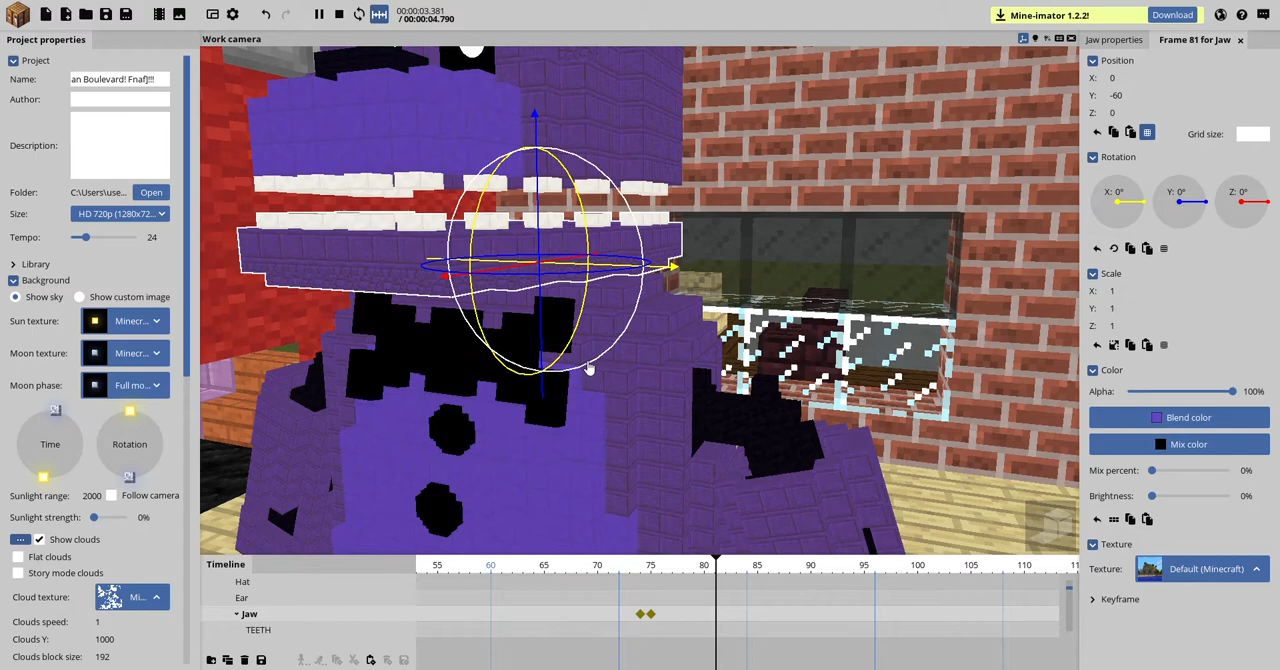 00:00:03.381
/ 00:00:04.790
Mine-imator 1.2.2!
Download
Project properties
Work camera
Jaw properties
Frame 81 for Jaw
Project
Name:
an Boulevard! Fnaf]!!!
Author:
Description:
Folder:
C:\Users\use...
Open
Size:
HD 720p (1280x72...
Tempo:
24
Library
Background
Show sky
Show custom image
Sun texture:
Minecr...
Moon texture:
Minecr...
Moon phase:
Full mo...
Time
Rotation
Sunlight range:
2000
Follow camera
Sunlight strength:
0%
...
Show clouds
Flat clouds
Story mode clouds
Cloud texture:
Mi...
Clouds speed:
1
Clouds Y:
1000
Clouds block size:
192
Timeline
55
60
65
70
75
80
85
90
95
100
105
110
11
Hat
Ear
Jaw
TEETH
Position
X:
0
Y:
-60
Z:
0
Grid size:
Rotation
X: 0°
Y: 0°
Z: 0°
Scale
X:
1
Y:
1
Z:
1
Color
Alpha:
100%
Blend color
Mix color
Mix percent:
0%
Brightness:
0%
Texture
Texture:
Default (Minecraft)
Keyframe